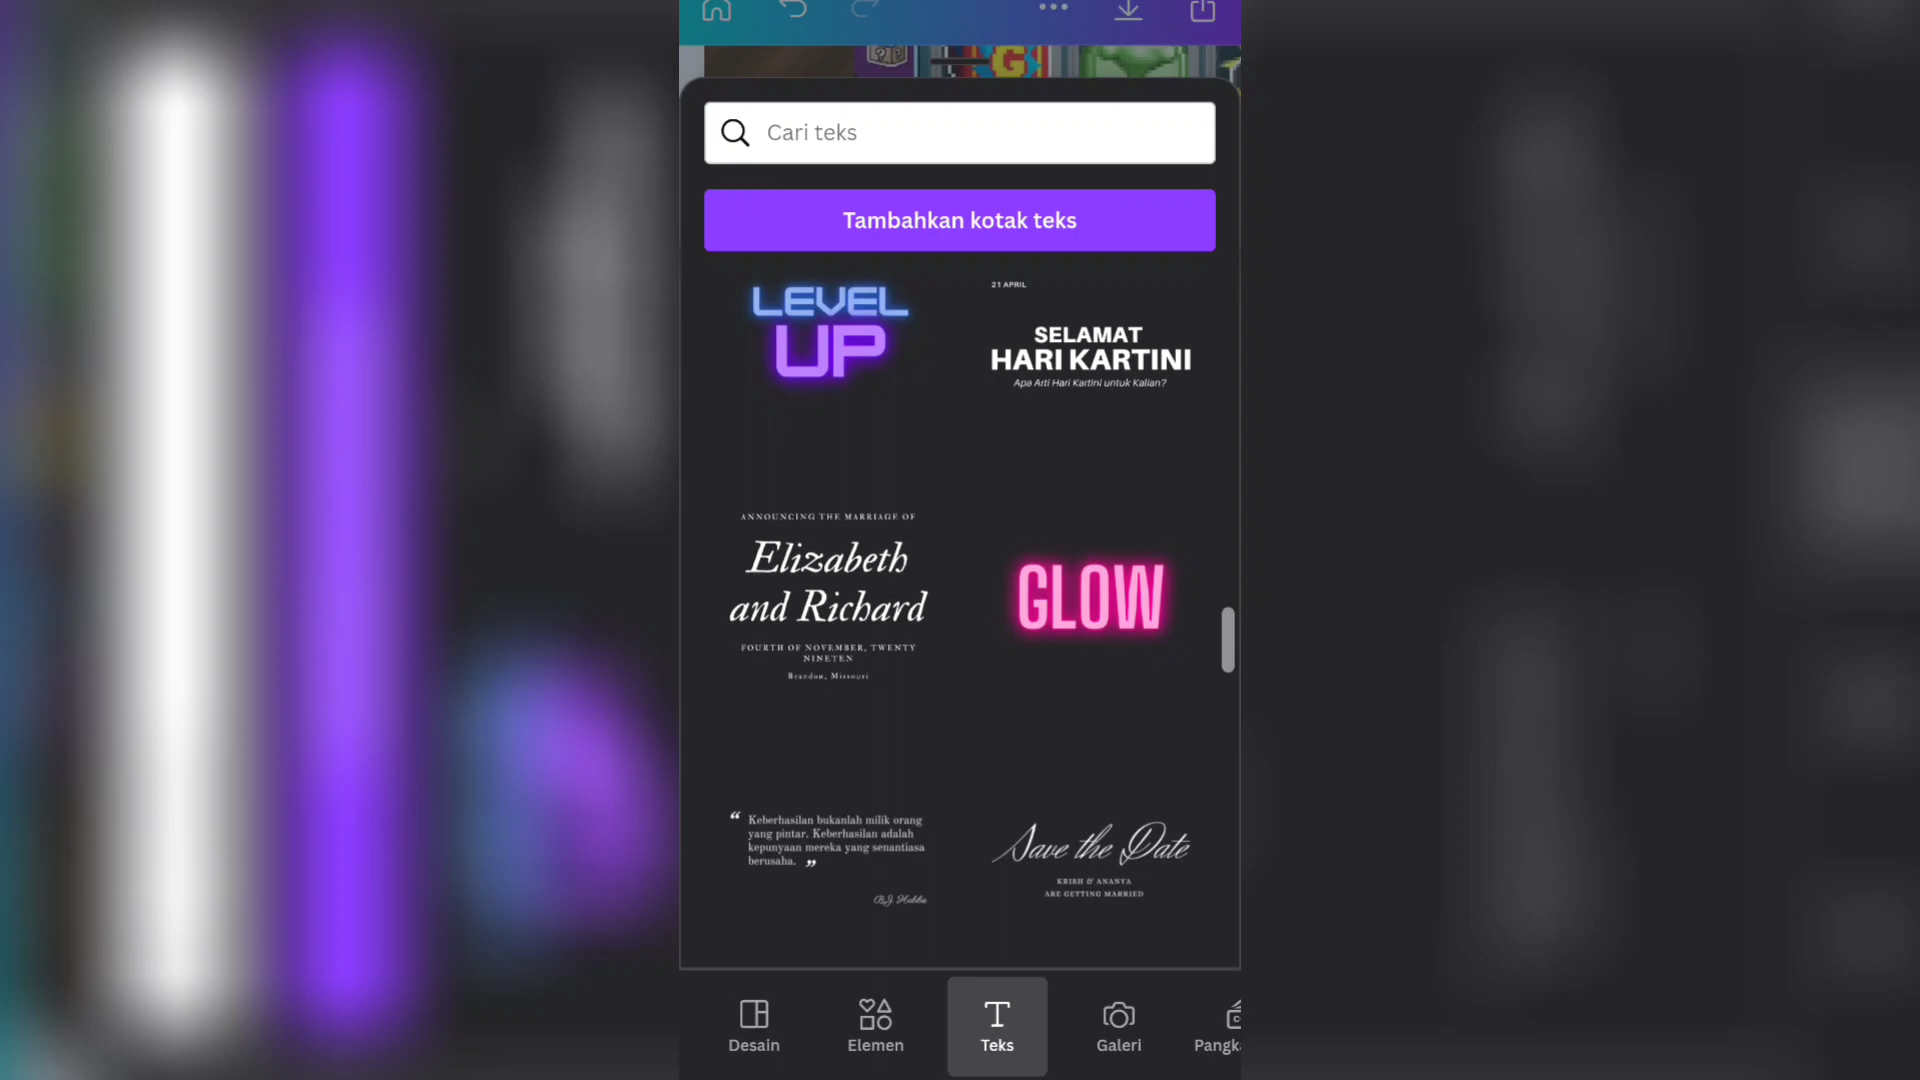 G
Cari teks
Tambahkan kotak teks
LEVEL
UP
21 APRIL
SELAMAT
HARI KARTINI
Apa Arti Hari Kartini untuk Kalian?
ANNOUNCING THE MARRIAGE OF
Elizabeth
and Richard
FOURTH OF NOVEMBER, TWENTY
NINETEEN
Brandon, Missouri
GLOW
“ Keberhasilan bukanlah milik orang
yang pintar. Keberhasilan adalah
kepunyaan mereka yang senantiasa
berusaha. ”
B.J. Habibie
Save the Date
KRISH & ANANYA
ARE GETTING MARRIED
Desain
Elemen
Teks
Galeri
Pangka